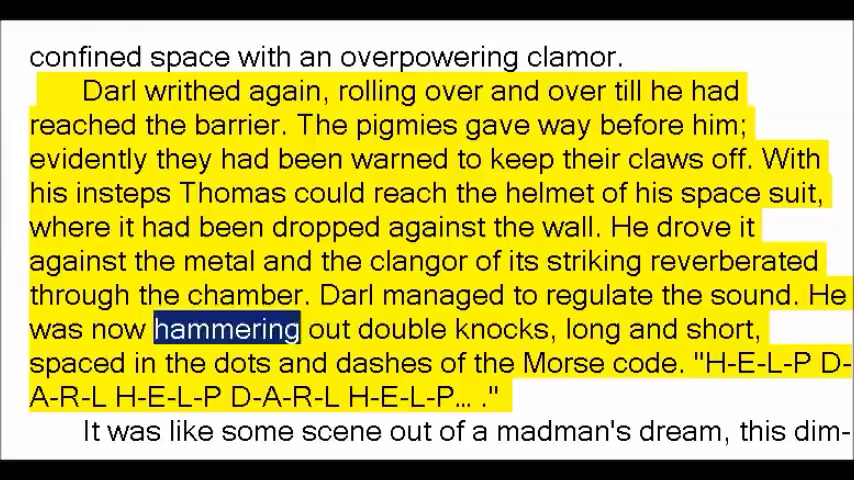 confined space with an overpowering clamor.
Darl writhed again, rolling over and over till he had
reached the barrier. The pigmies gave way before him;
evidently they had been warned to keep their claws off. With
his insteps Thomas could reach the helmet of his space suit,
where it had been dropped against the wall. He drove it
against the metal and the clangor of its striking reverberated
through the chamber. Darl managed to regulate the sound. He
was now hammering out double knocks, long and short,
spaced in the dots and dashes of the Morse code. "H-E-L-P D-
A-R-L H-E-L-P D-A-R-L H-E-L-P... ."
It was like some scene out of a madman's dream, this dim-